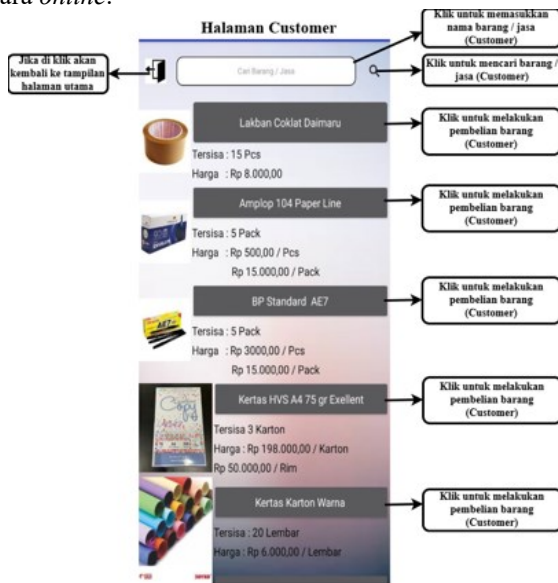 ara online.
Halaman Customer
Klik untuk memasukkan
nama barang / jasa
(Customer)
Jika di klik akan
kembali ke tampilan
halaman utama
Cari Barang / Jasa
Klik untuk mencari barang /
jasa (Customer)
Lakban Coklat Daimaru
Klik untuk melakukan
pembelian barang
(Customer)
Tersisa : 15 Pcs
Harga : Rp 8.000,00
Amplop 104 Paper Line
Klik untuk melakukan
pembelian barang
(Customer)
Tersisa : 5 Pack
Harga : Rp 500,00 / Pcs
Rp 15.000,00 / Pack
BP Standard AE7
Klik untuk melakukan
pembelian barang
(Customer)
AE7
Tersisa : 5 Pack
Harga : Rp 3000,00 / Pcs
Rp 15.000,00 / Pack
Kertas HVS A4 75 gr Exellent
Klik untuk melakukan
pembelian barang
(Customer)
Copy
Tersisa 3 Karton
Harga : Rp 198.000,00 / Karton
Rp 50.000,00 / Rim
Kertas Karton Warna
Klik untuk melakukan
pembelian barang
(Customer)
Tersisa : 20 Lembar
Harga : Rp 6.000,00 / Lembar